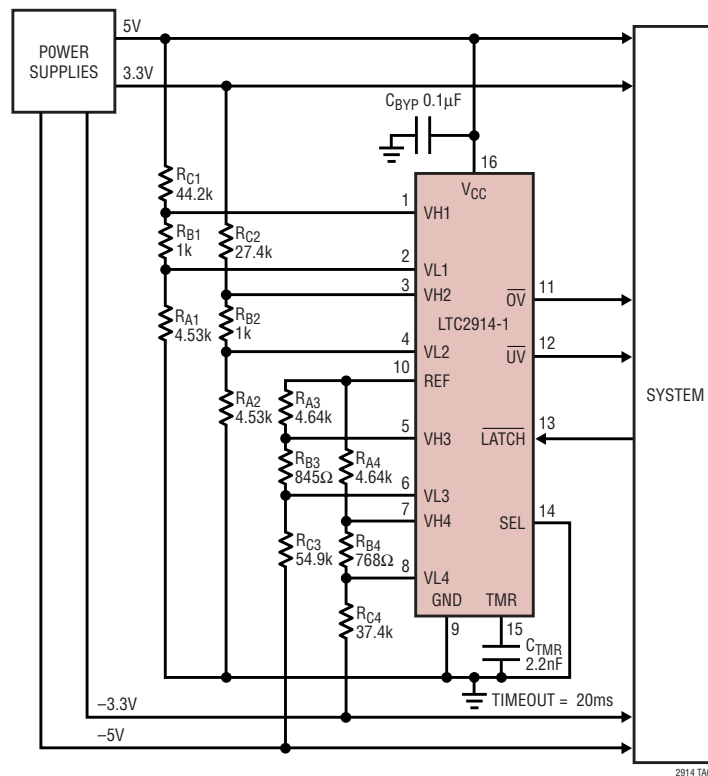 5V
POWER
SUPPLIES
3.3V
CBYP 0.1µF
16
VCC
RC1
44.2k
1
VH1
RB1
1k
RC2
27.4k
2
VL1
3
VH2
OV
11
RA1
4.53k
RB2
1k
LTC2914-1
4
VL2
UV
12
10
REF
SYSTEM
RA2
4.53k
RA3
4.64k
5
VH3
LATCH
13
RB3
845Ω
RA4
4.64k
6
VL3
14
SEL
7
VH4
RC3
54.9k
RB4
768Ω
8
VL4
GND
TMR
RC4
37.4k
9
15
CTMR
2.2nF
TIMEOUT = 20ms
–3.3V
–5V